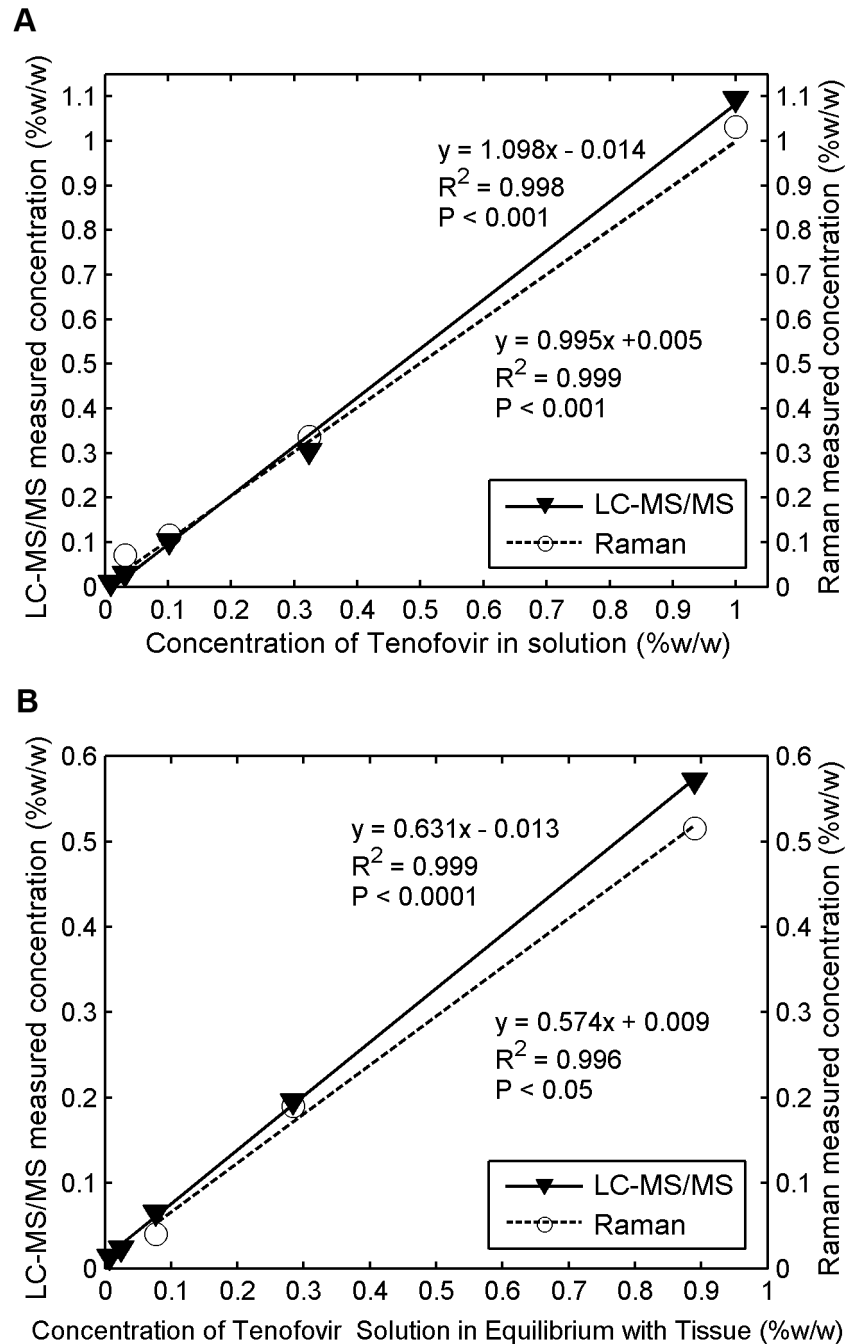 A
LC-MS/MS measured concentration (%w/w)
1.1
1
0.9
0.8
0.7
0.6
0.5
0.4
0.3
0.2
0.1
0
y = 1.098x - 0.014
R² = 0.998
P < 0.001
y = 0.995x +0.005
R² = 0.999
P < 0.001
LC-MS/MS
Raman
1.1
1
0.9
0.8
0.7
0.6
0.5
0.4
0.3
0.2
0.1
0
Raman measured concentration (%w/w)
0 0.1 0.2 0.3 0.4 0.5 0.6 0.7 0.8 0.9 1
Concentration of Tenofovir in solution (%w/w)
B
LC-MS/MS measured concentration (%w/w)
0.6
0.5
0.4
0.3
0.2
0.1
0
y = 0.631x - 0.013
R² = 0.999
P < 0.0001
y = 0.574x + 0.009
R² = 0.996
P < 0.05
LC-MS/MS
Raman
0.6
0.5
0.4
0.3
0.2
0.1
0
Raman measured concentration (%w/w)
0 0.1 0.2 0.3 0.4 0.5 0.6 0.7 0.8 0.9 1
Concentration of Tenofovir Solution in Equilibrium with Tissue (%w/w)